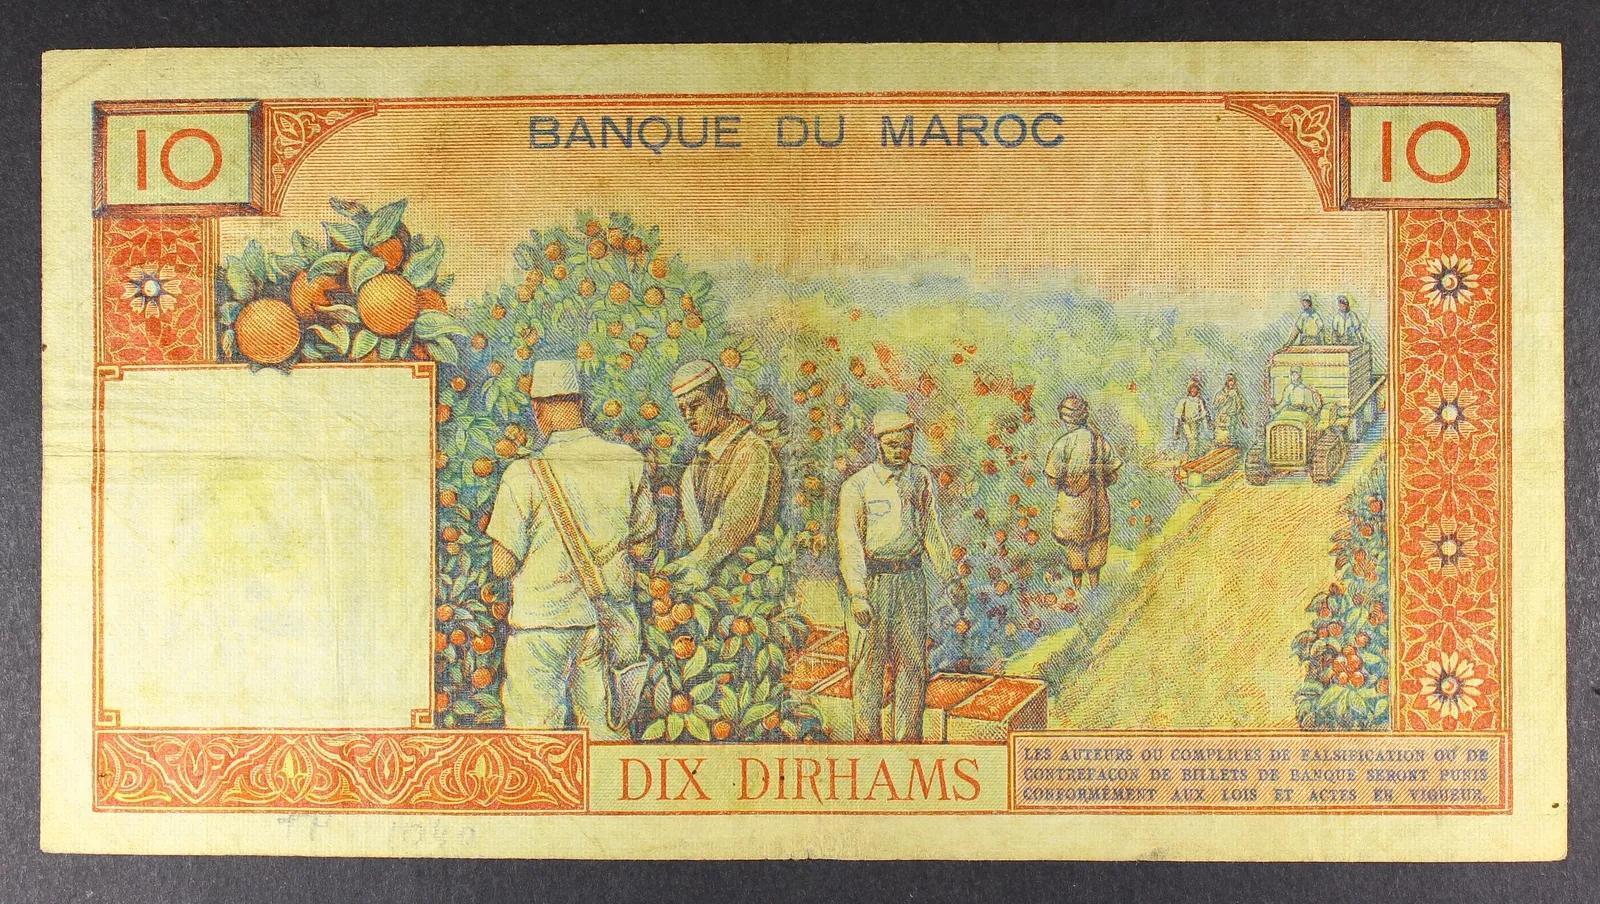 10
BANQUE DU MAROC
10
DIX DIRHAMS
LES AUTEURS OU COMPLICES DE FALSIFICATION OU DE
CONTREFAÇON DE BILLETS DE BANQUE SERONT PUNIS
CONFORMÉMENT AUX LOIS ET ACTES EN VIGUEUR.